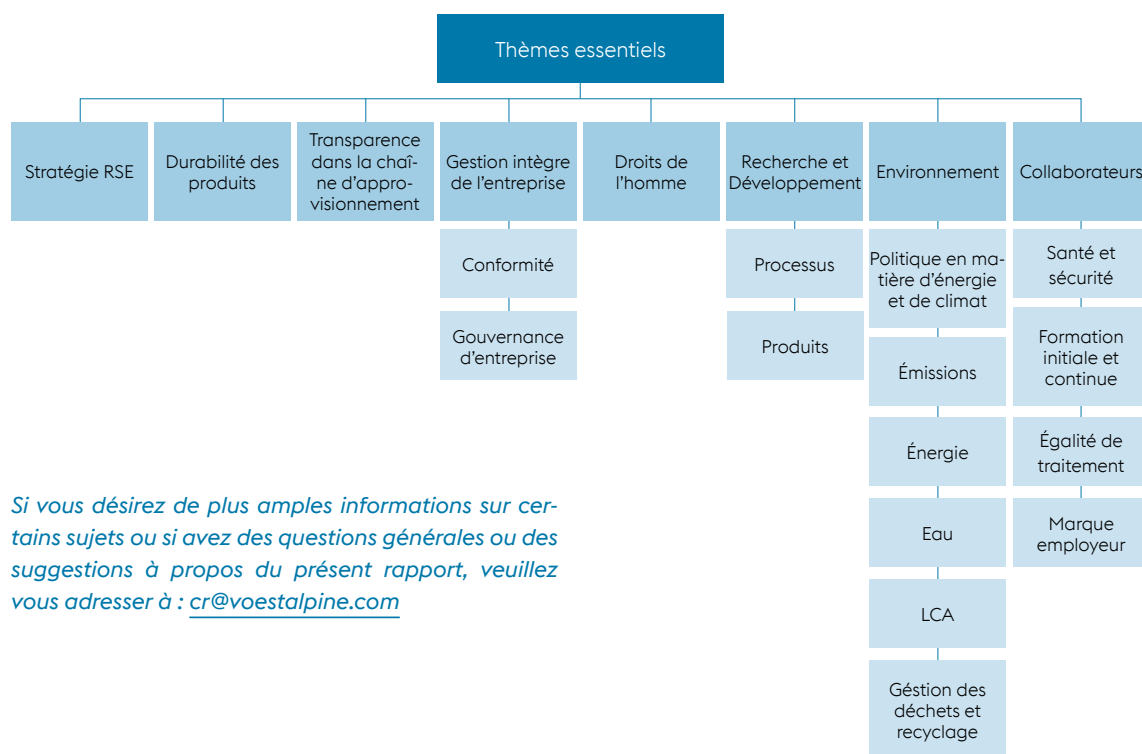 Thèmes essentiels
Stratégie RSE
Durabilité des
produits
Transparence
dans la chaî-
ne d'appro-
visionnement
Gestion intègre
de l'entreprise
Droits de
l'homme
Recherche et
Développement
Environnement
Collaborateurs
Conformité
Gouvernance
d'entreprise
Processus
Produits
Politique en ma-
tière d'énergie
et de climat
Émissions
Énergie
Eau
LCA
Géstion des
déchets et
recyclage
Santé et
sécurité
Formation
initiale et
continue
Égalité de
traitement
Marque
employeur
Si vous désirez de plus amples informations sur cer-
tains sujets ou si avez des questions générales ou des
suggestions à propos du présent rapport, veuillez
vous adresser à : cr@voestalpine.com